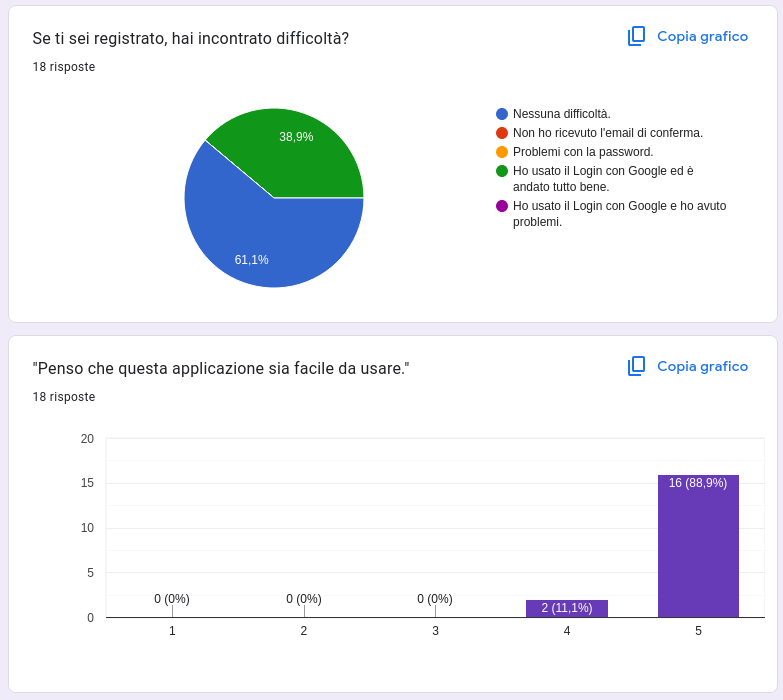 Se ti sei registrato, hai incontrato difficoltà?
Copia grafico
18 risposte
38,9%
61,1%
Nessuna difficoltà.
Non ho ricevuto l'email di conferma.
Problemi con la password.
Ho usato il Login con Google ed è
andato tutto bene.
Ho usato il Login con Google e ho avuto
problemi.
"Penso che questa applicazione sia facile da usare."
Copia grafico
18 risposte
20
15
10
5
0
0 (0%)
0 (0%)
0 (0%)
2 (11,1%)
16 (88,9%)
1
2
3
4
5